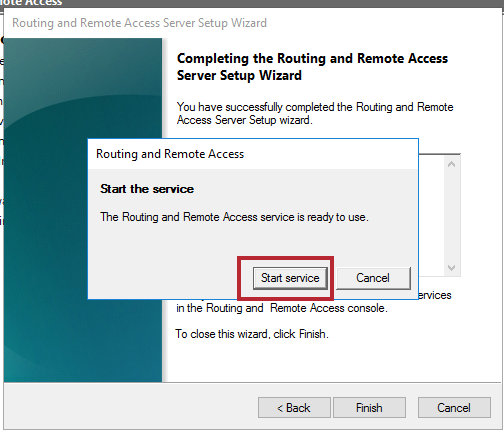 ote Access
Routing and Remote Access Server Setup Wizard
Completing the Routing and Remote Access
Server Setup Wizard
You have successfully completed the Routing and Remote
Access Server Setup wizard.
Routing and Remote Access
Start the service
The Routing and Remote Access service is ready to use.
Start service
Cancel
ervices
in the Routing and Remote Access console.
To close this wizard, click Finish.
< Back
Finish
Cancel